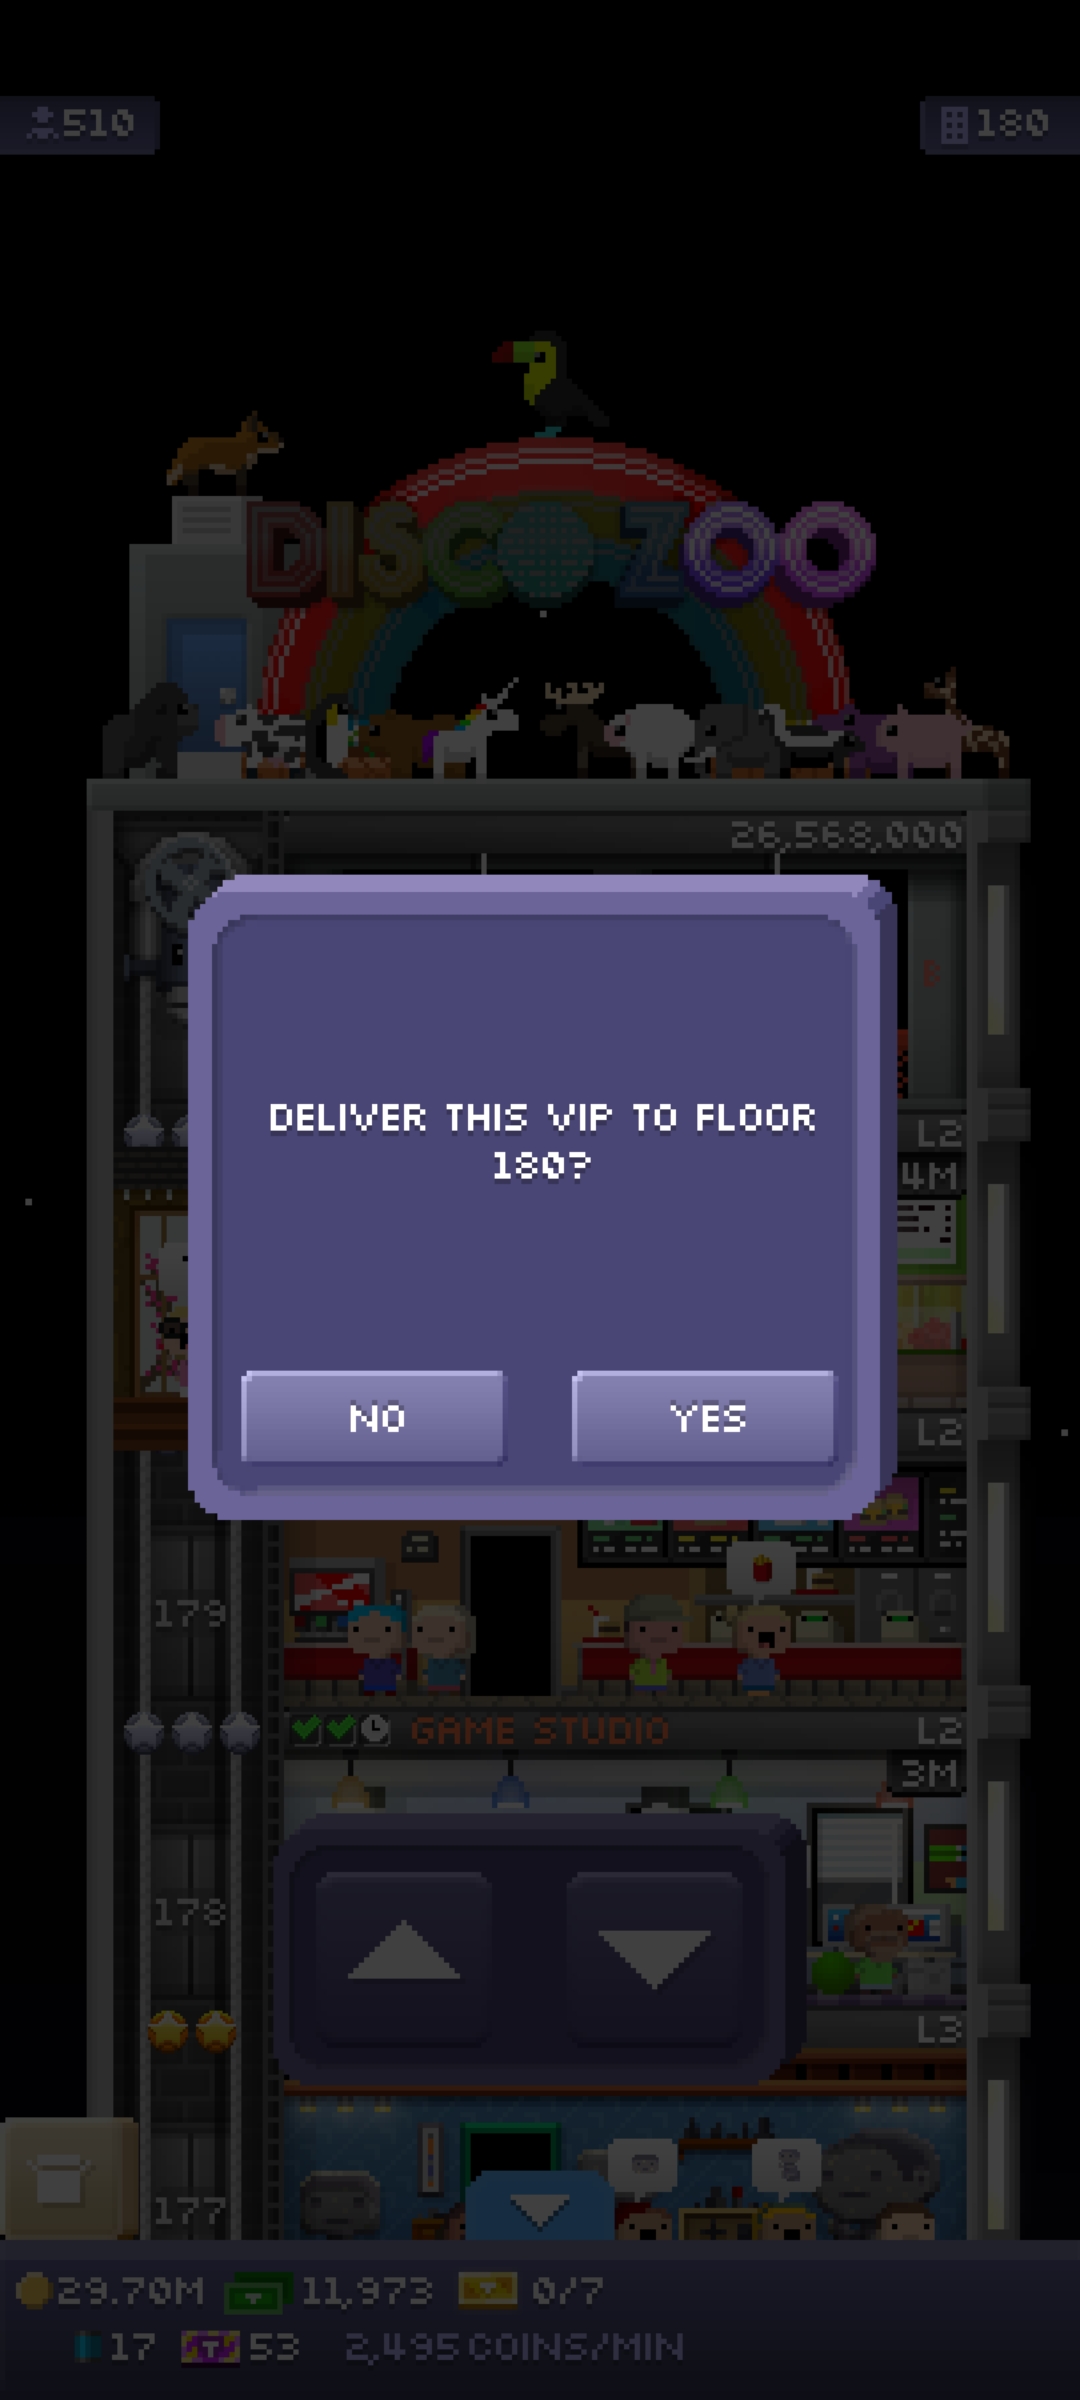 510
180
DISCO ZOO
26,568,000
L2
4M
DELIVER THIS VIP TO FLOOR
180?
NO
YES
L2
179
GAME STUDIO
L2
3M
178
L3
177
29.70M
11,973
0/7
17
53
2,495 COINS/MIN